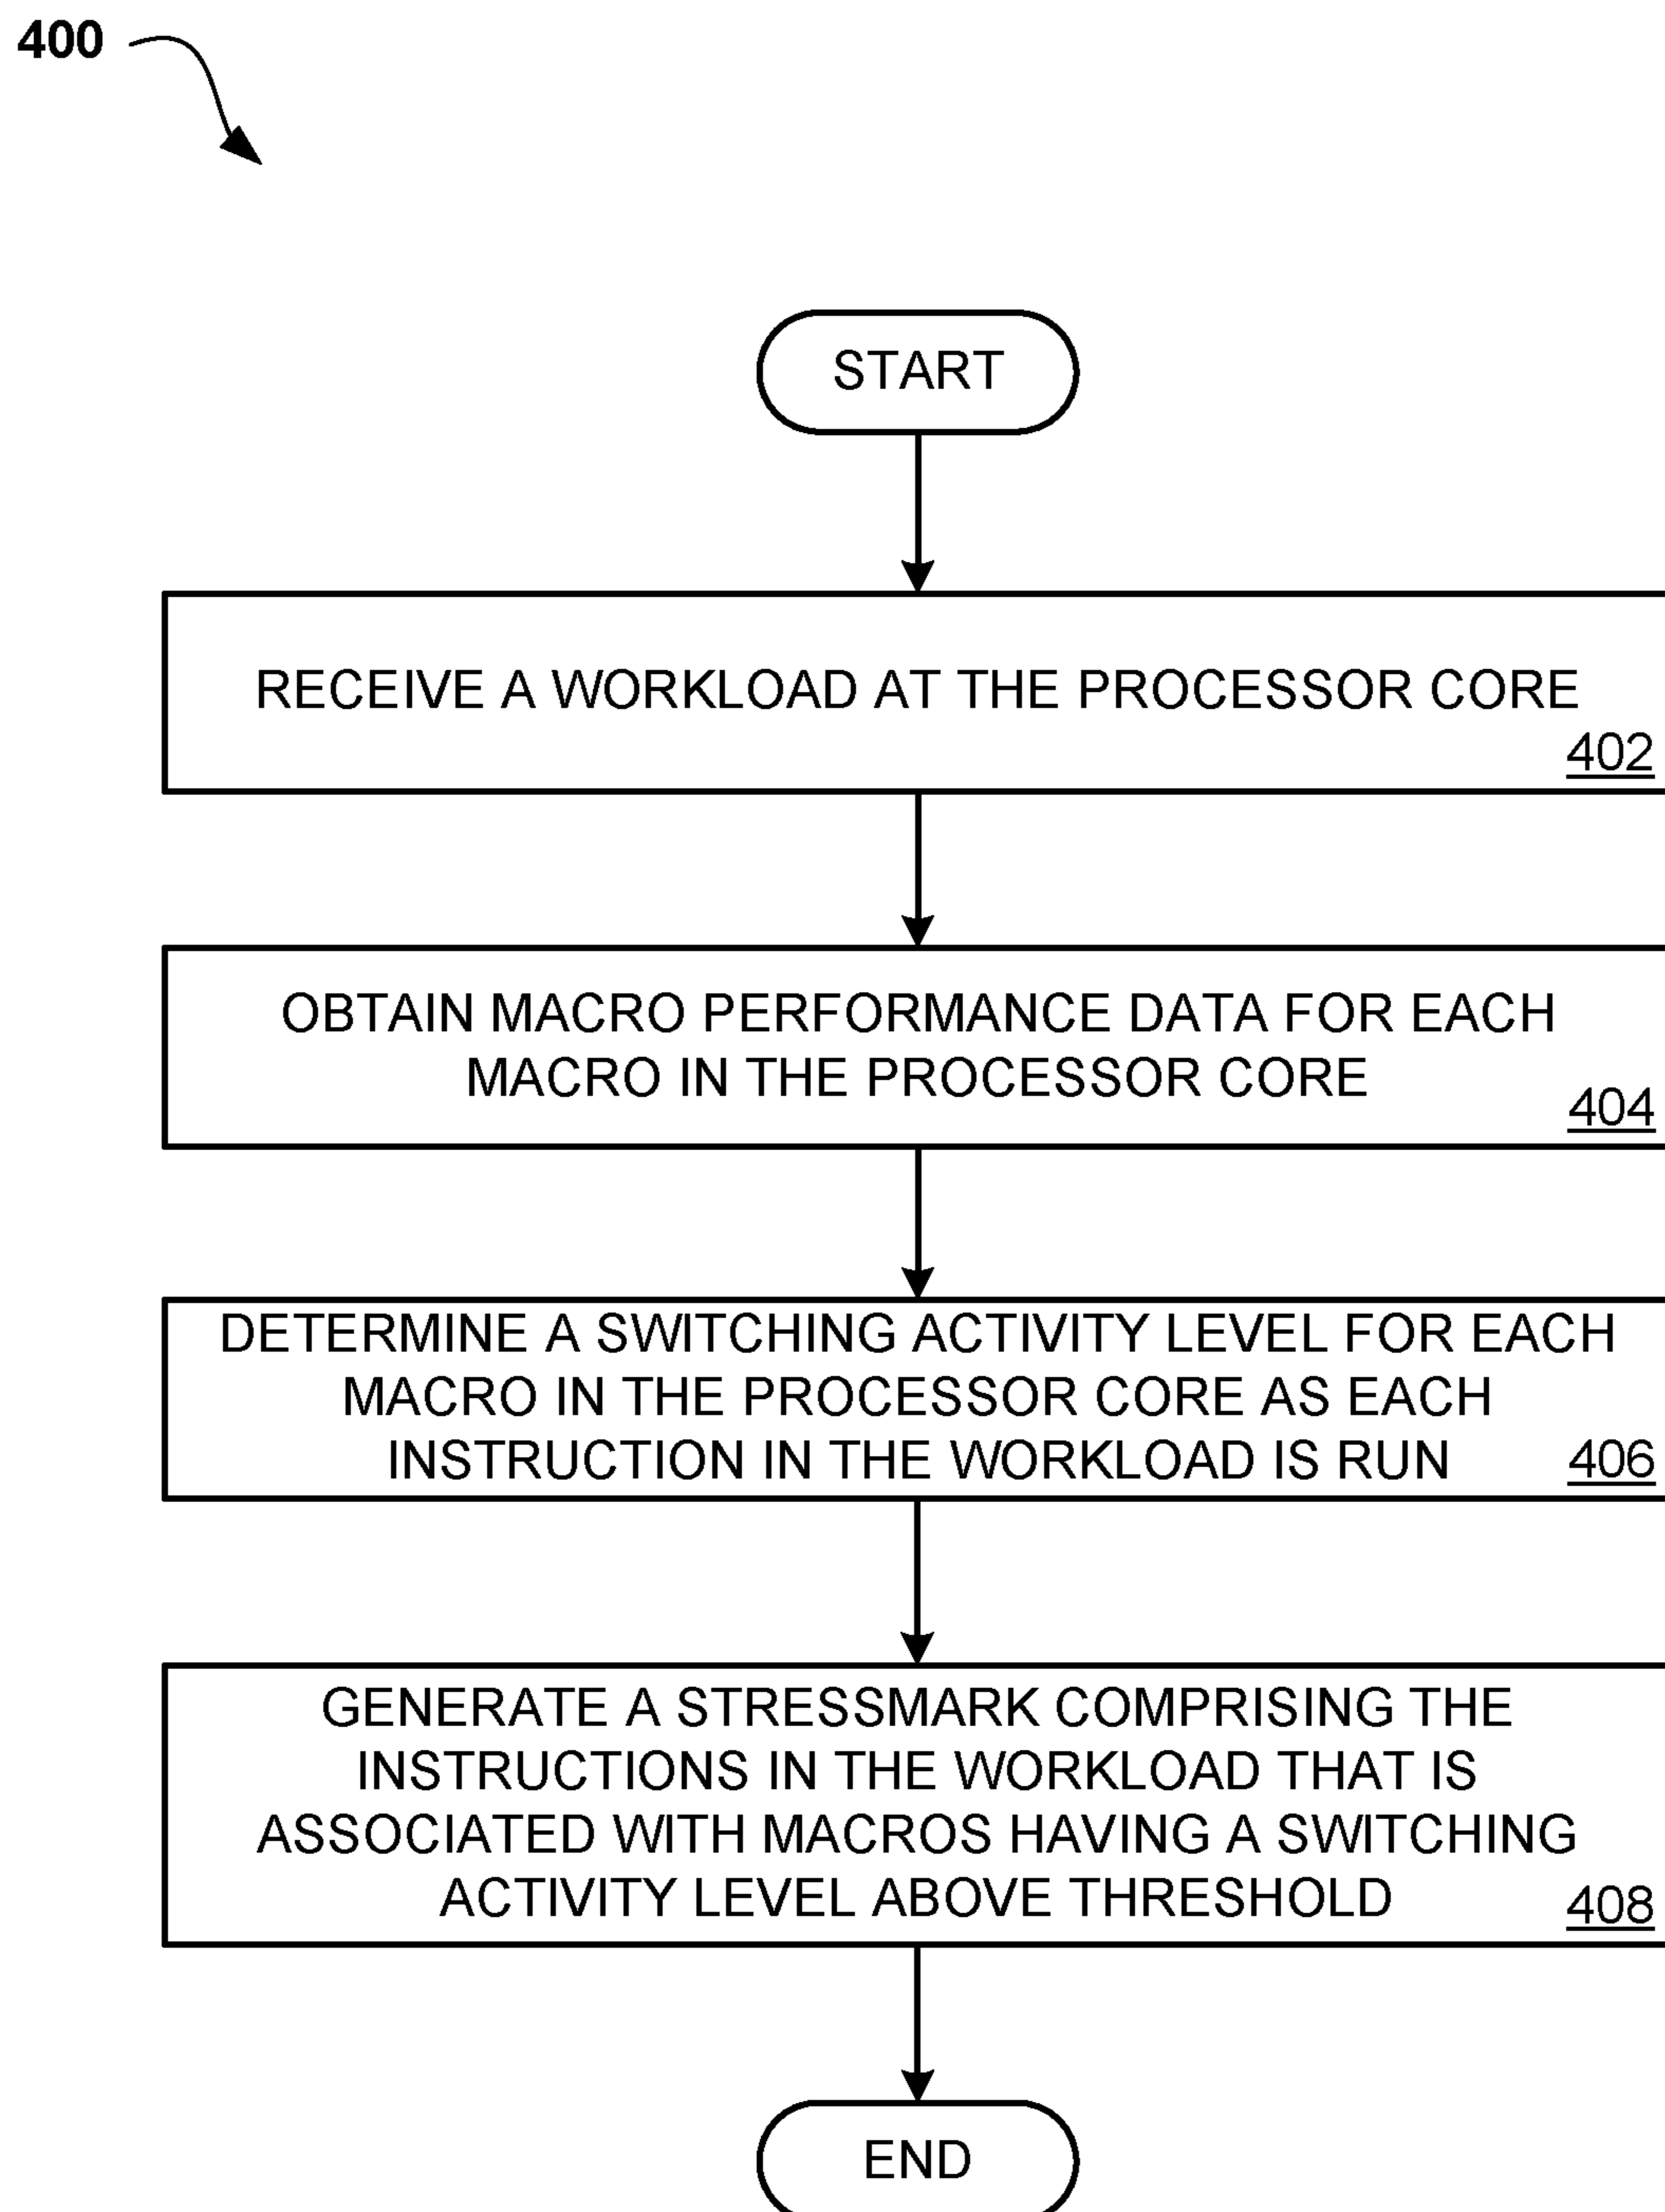 400
START
RECEIVE A WORKLOAD AT THE PROCESSOR CORE
402
OBTAIN MACRO PERFORMANCE DATA FOR EACH
MACRO IN THE PROCESSOR CORE
404
DETERMINE A SWITCHING ACTIVITY LEVEL FOR EACH
MACRO IN THE PROCESSOR CORE AS EACH
INSTRUCTION IN THE WORKLOAD IS RUN
406
GENERATE A STRESSMARK COMPRISING THE
INSTRUCTIONS IN THE WORKLOAD THAT IS
ASSOCIATED WITH MACROS HAVING A SWITCHING
ACTIVITY LEVEL ABOVE THRESHOLD
408
END